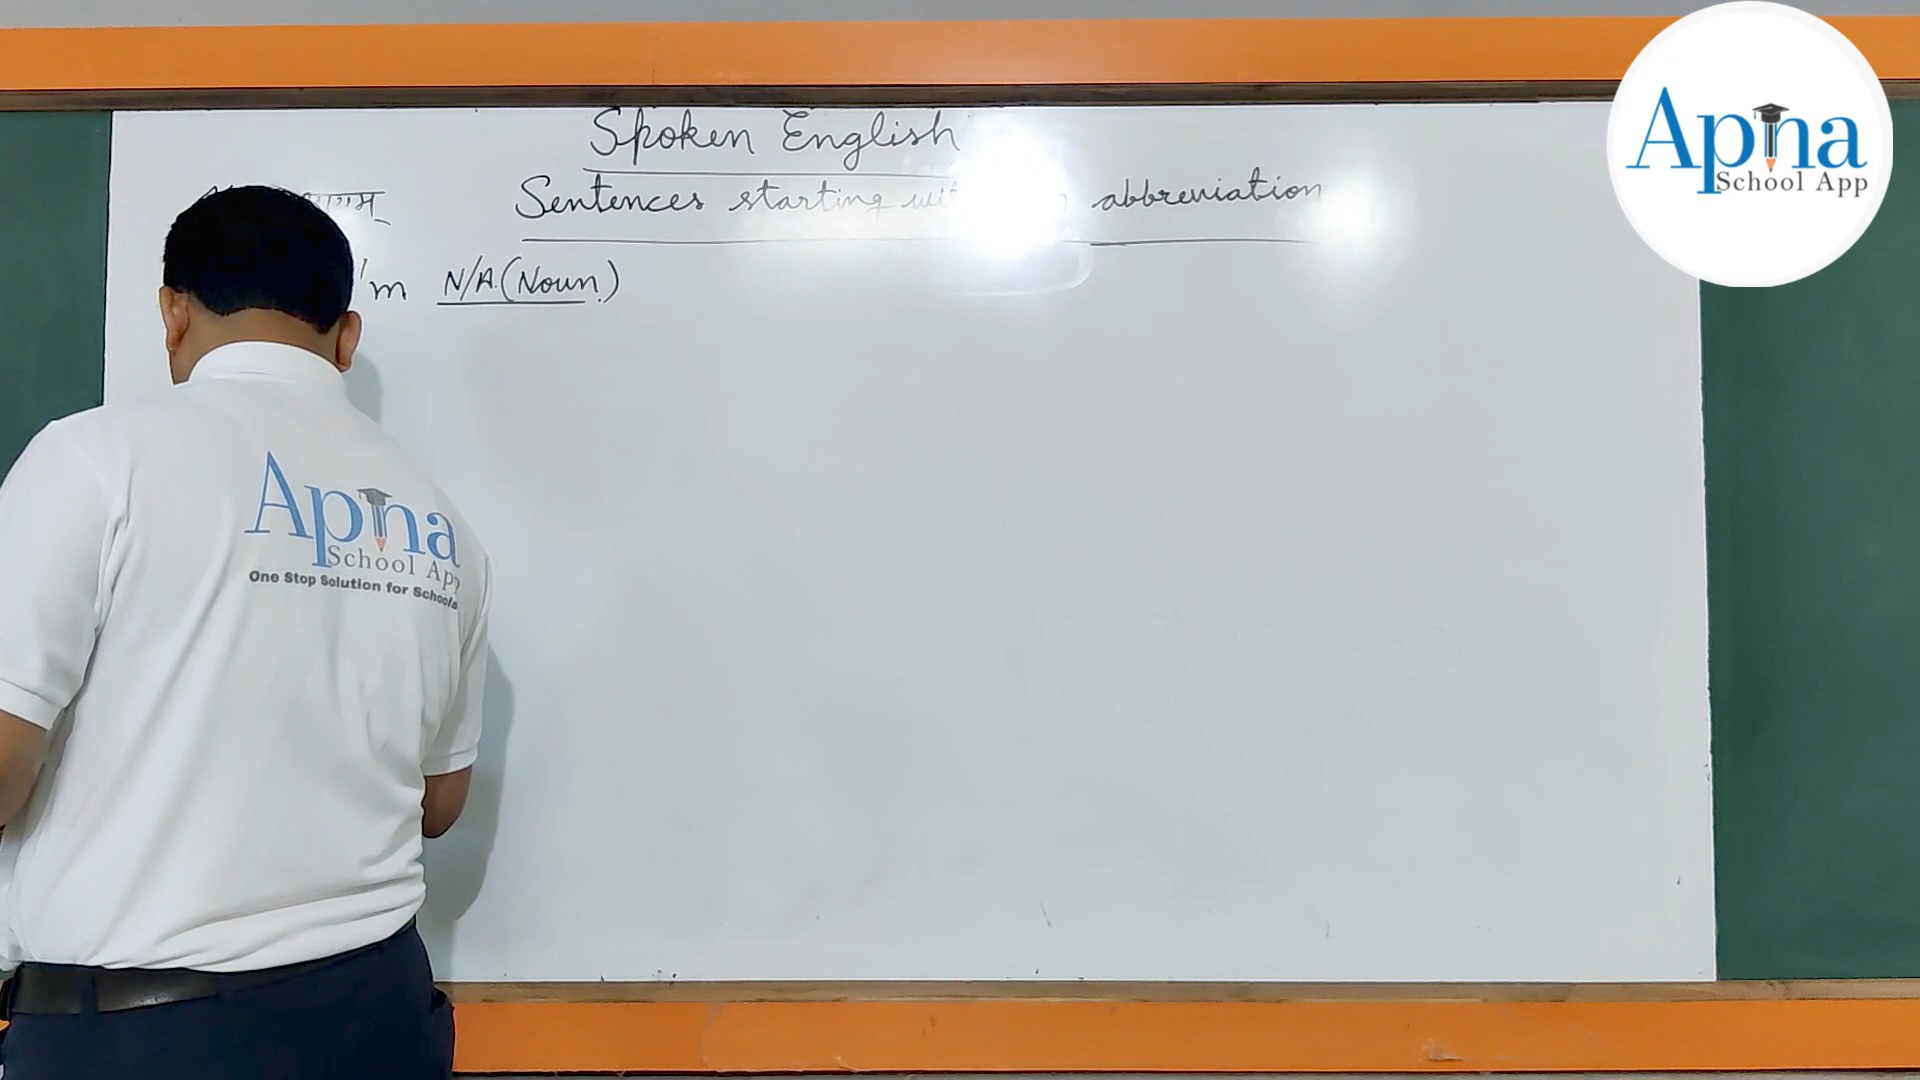 Apna
School App
Spoken English
Sentences starting abbreviation
'm N/A.(Noun.)
Apna
School App
One Stop Solution for Schools